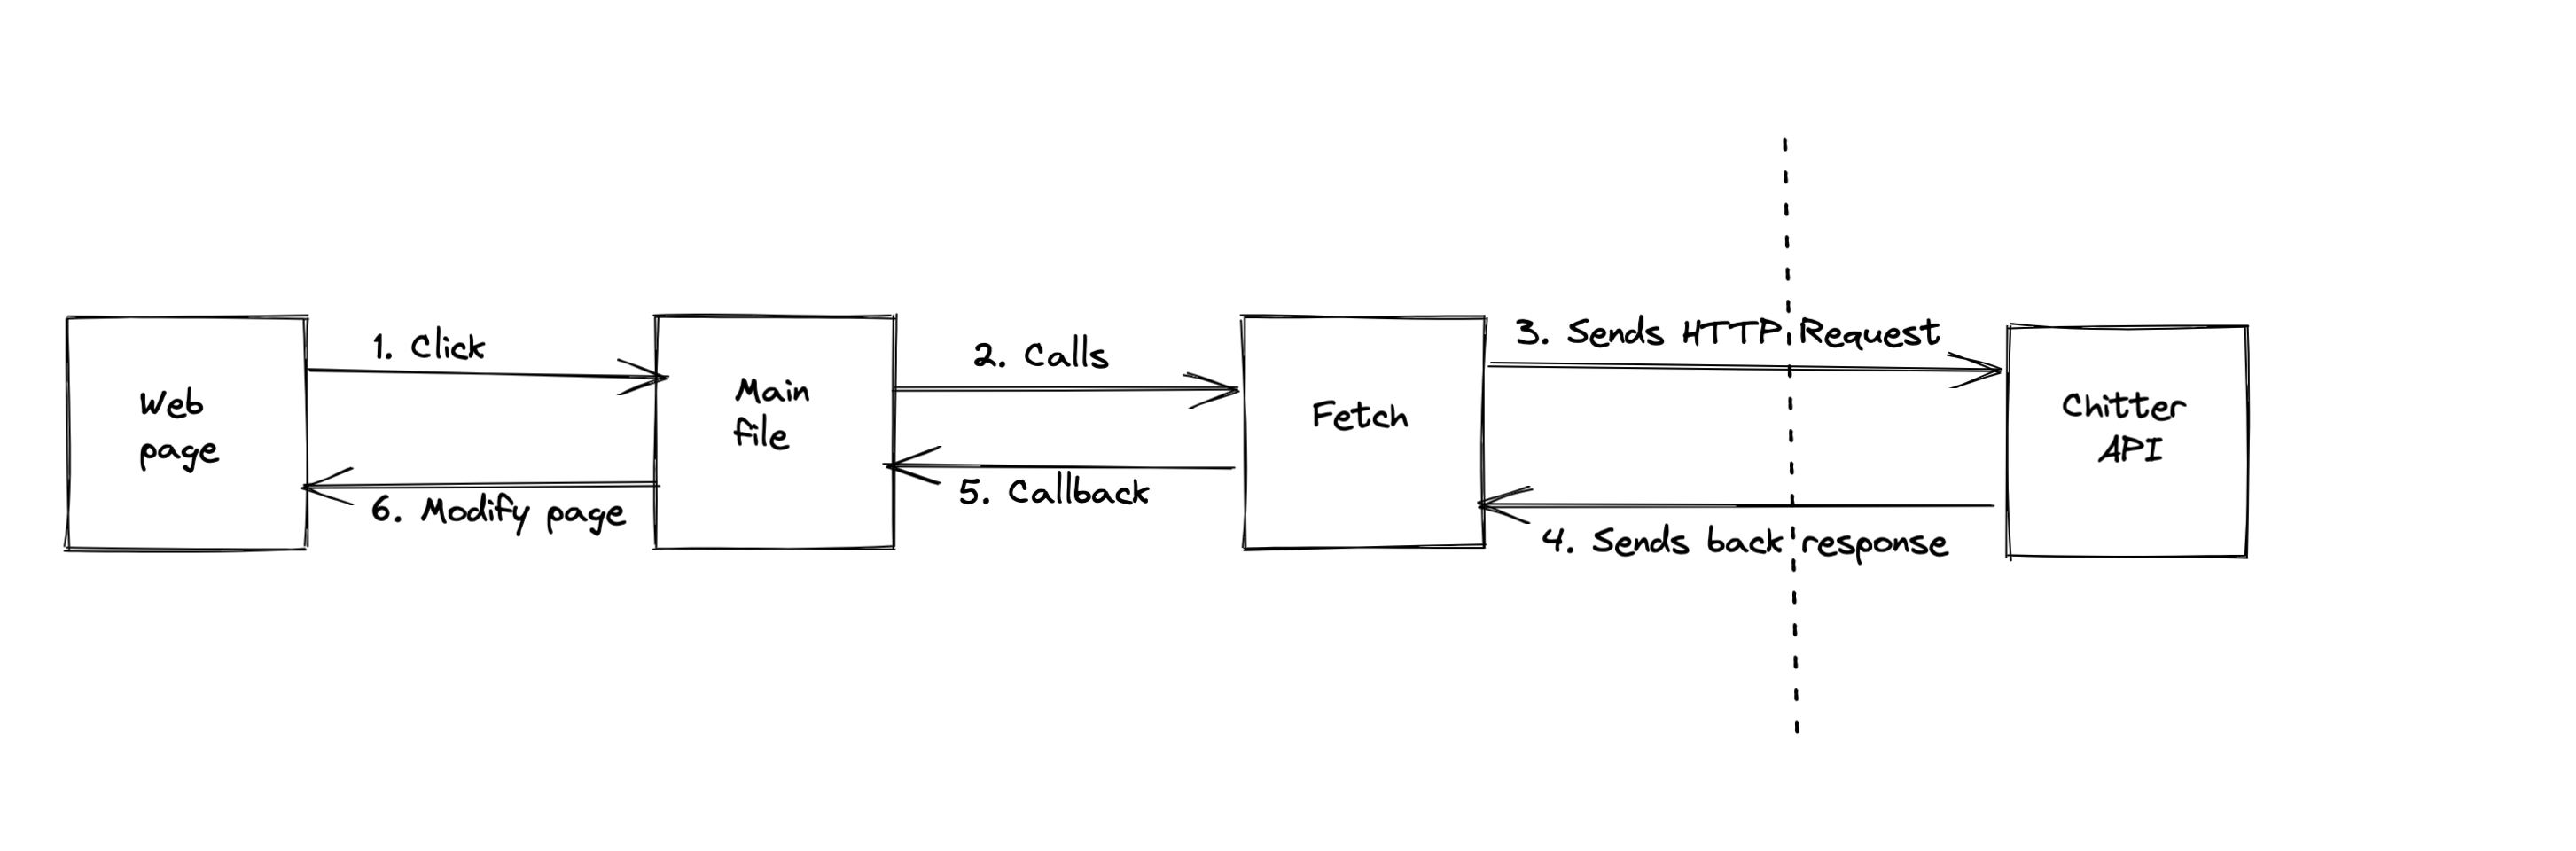 1. Click
2. Calls
3. Sends HTTP Request
Web
page
Main
file
Fetch
Chitter
API
6. Modify page
5. Callback
4. Sends back response